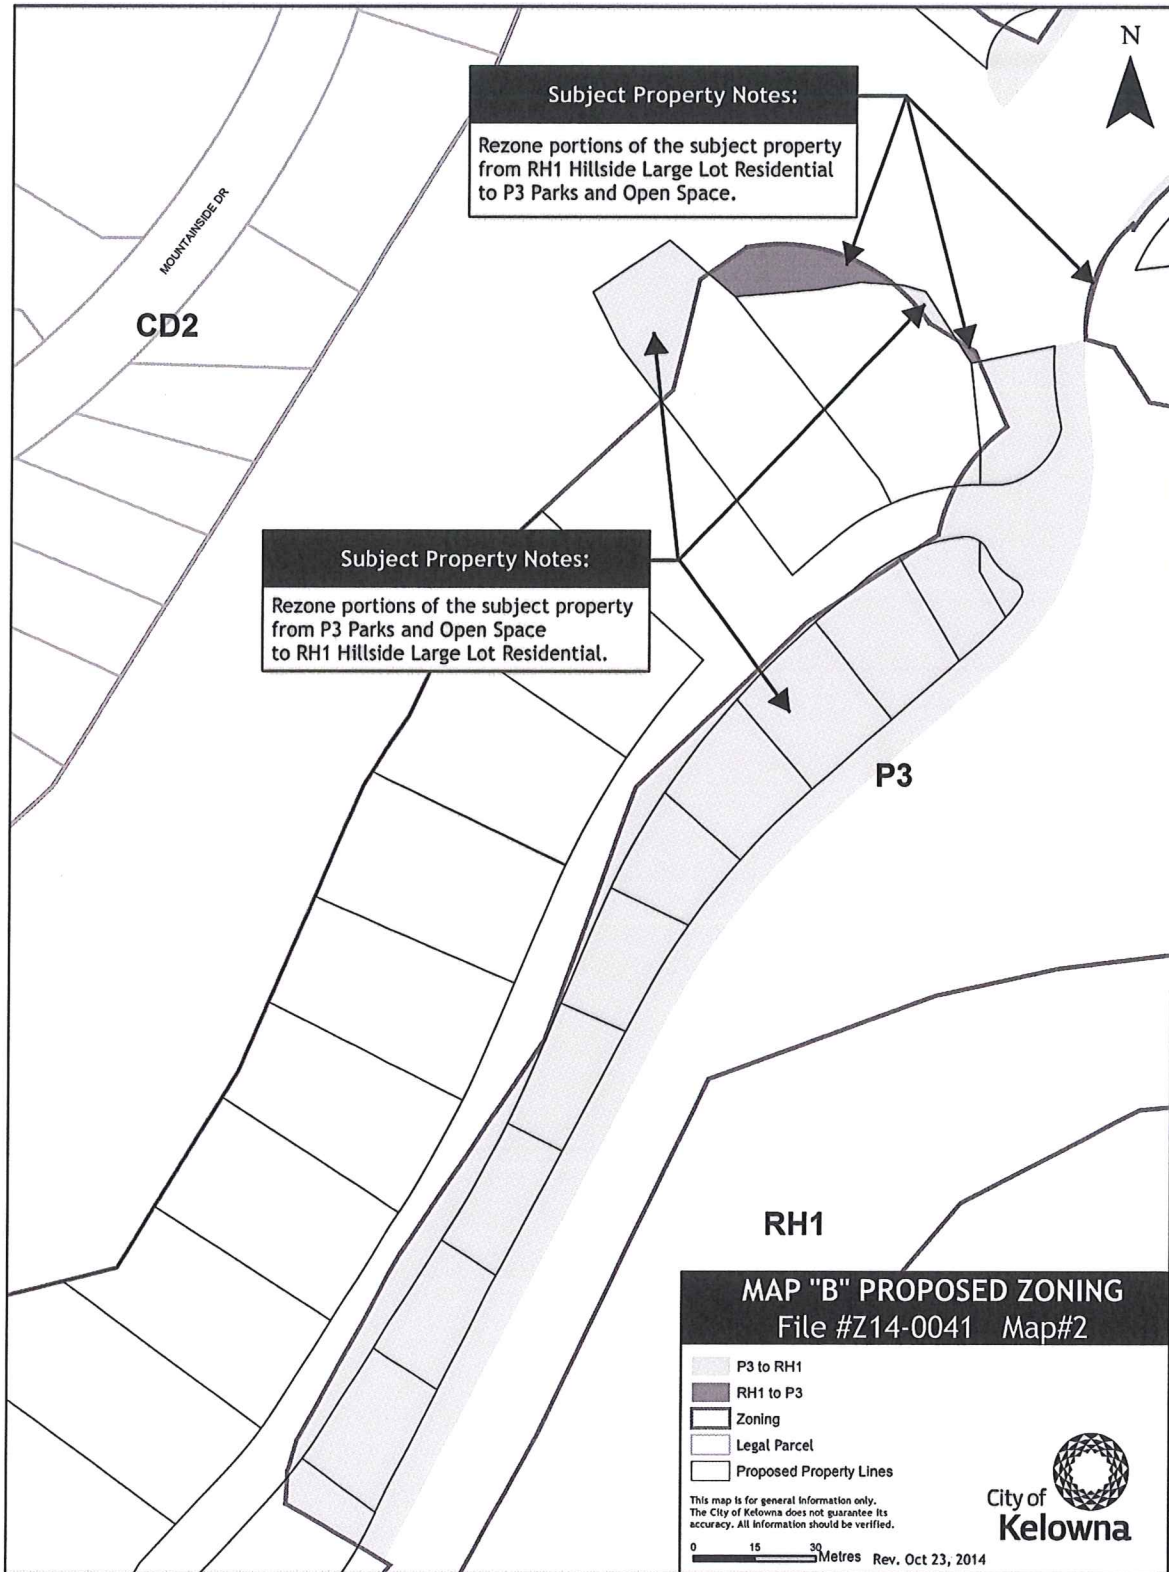 N
Subject Property Notes:
Rezone portions of the subject property
from RH1 Hillside Large Lot Residential
to P3 Parks and Open Space.
MOUNTAINSIDE DR
CD2
Subject Property Notes:
Rezone portions of the subject property
from P3 Parks and Open Space
to RH1 Hillside Large Lot Residential.
P3
RH1
MAP "B" PROPOSED ZONING
File #Z14-0041 Map#2
P3 to RH1
RH1 to P3
Zoning
Legal Parcel
Proposed Property Lines
This map is for general information only.
The City of Kelowna does not guarantee its
accuracy. All information should be verified.
City of
Kelowna
0 15 30 Metres
Rev. Oct 23, 2014